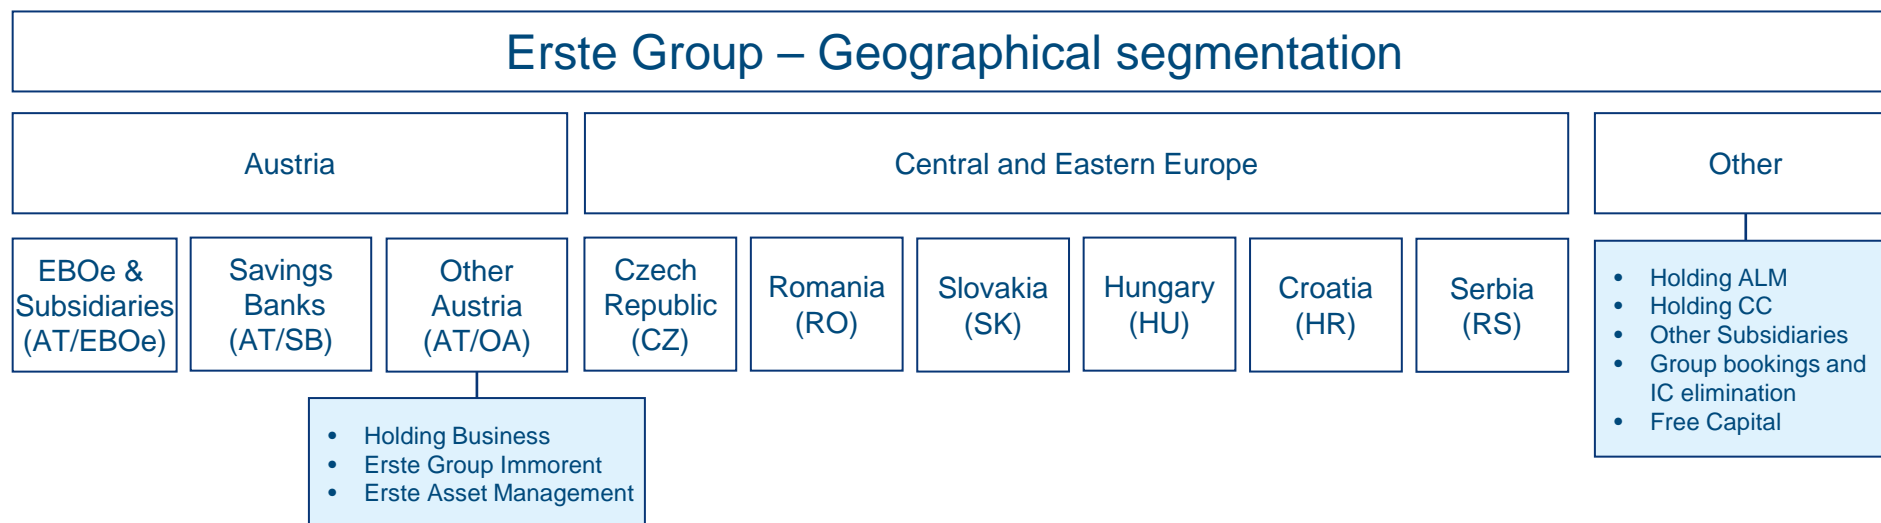 Erste Group – Geographical segmentation
Austria
Central and Eastern Europe
Other
EBOe &
Subsidiaries
(AT/EBOe)
Savings
Banks
(AT/SB)
Other
Austria
(AT/OA)
Czech
Republic
(CZ)
Romania
(RO)
Slovakia
(SK)
Hungary
(HU)
Croatia
(HR)
Serbia
(RS)
• Holding ALM
• Holding CC
• Other Subsidiaries
• Group bookings and
IC elimination
• Free Capital
• Holding Business
• Erste Group Immorent
• Erste Asset Management